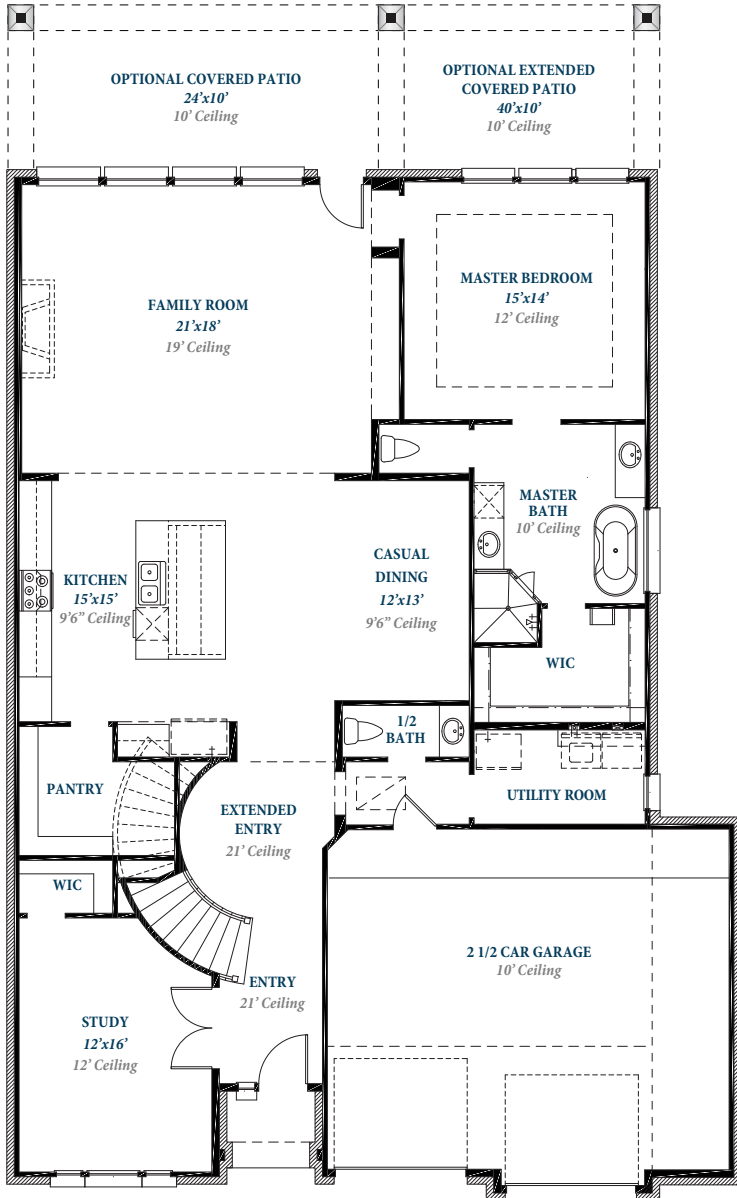 OPTIONAL COVERED PATIO
24'x10'
10' Ceiling
OPTIONAL EXTENDED
COVERED PATIO
40'x10'
10' Ceiling
FAMILY ROOM
21'x18'
19' Ceiling
MASTER BEDROOM
15'x14'
12' Ceiling
MASTER
BATH
10' Ceiling
KITCHEN
15'x15'
9'6" Ceiling
CASUAL
DINING
12'x13'
9'6" Ceiling
WIC
1/2
BATH
PANTRY
EXTENDED
ENTRY
21' Ceiling
UTILITY ROOM
WIC
2 1/2 CAR GARAGE
10' Ceiling
ENTRY
21' Ceiling
STUDY
12'x16'
12' Ceiling